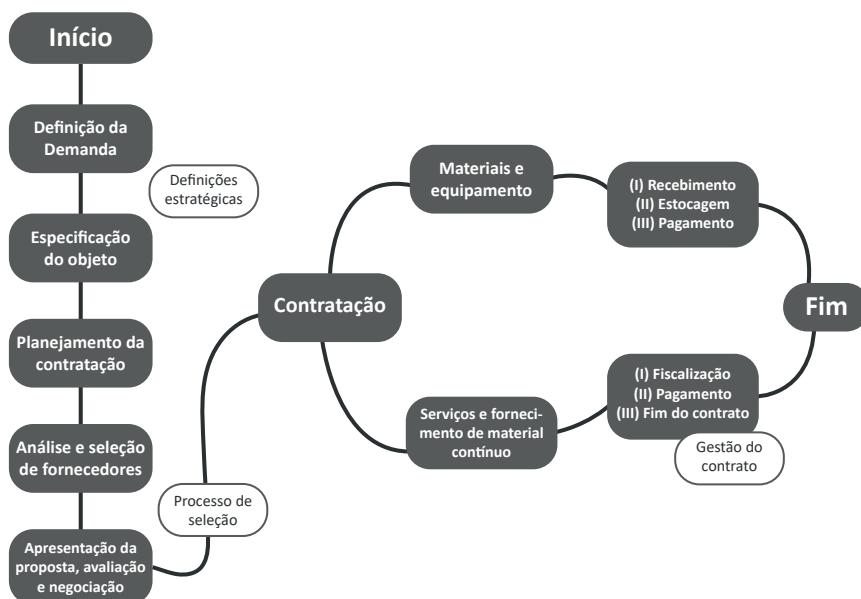 Início
Definição da
Demanda
Definições
estratégicas
Especificação
do objeto
Planejamento da
contratação
Análise e seleção
de fornecedores
Apresentação da
proposta, avaliação
e negociação
Processo de
seleção
Contratação
Materiais e
equipamento
(I) Recebimento
(II) Estocagem
(III) Pagamento
Serviços e forneci-
mento de material
contínuo
(I) Fiscalização
(II) Pagamento
(III) Fim do contrato
Gestão do
contrato
Fim